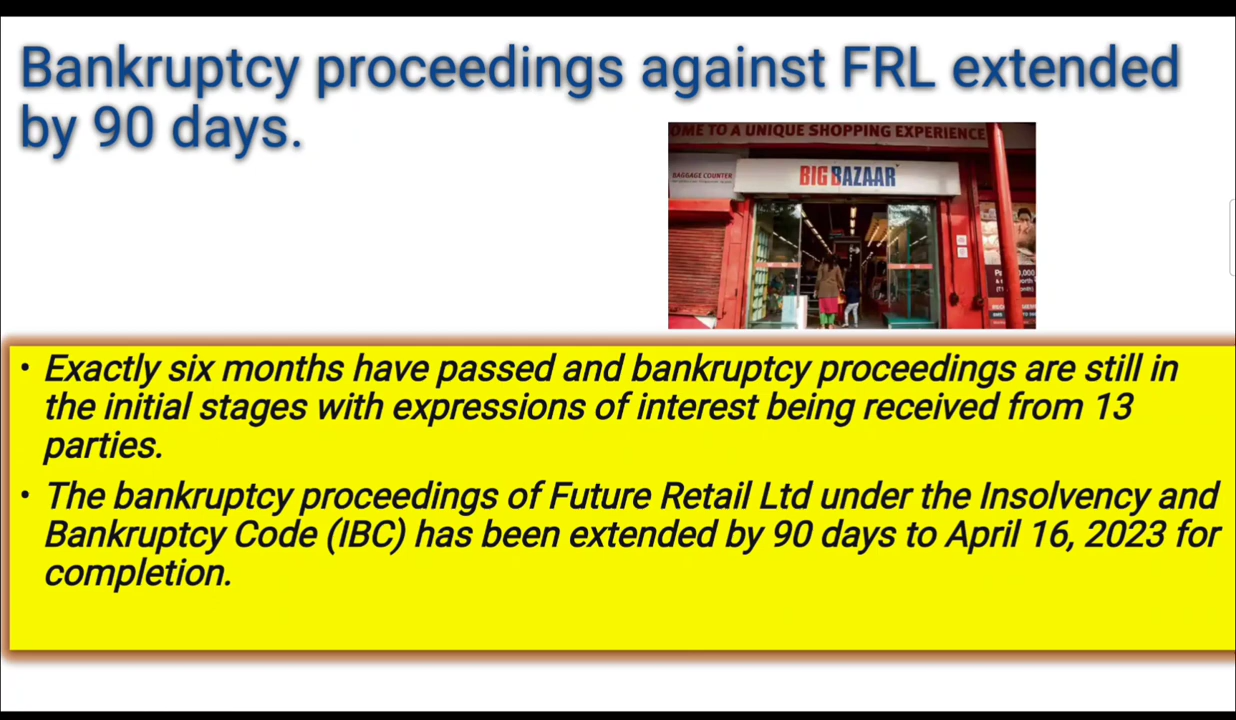 Bankruptcy proceedings against FRL extended
by 90 days.
OME TO A UNIQUE SHOPPING EXPERIENCE
BAGGAGE COUNTER
BIG BAZAAR
• Exactly six months have passed and bankruptcy proceedings are still in
the initial stages with expressions of interest being received from 13
parties.
• The bankruptcy proceedings of Future Retail Ltd under the Insolvency and
Bankruptcy Code (IBC) has been extended by 90 days to April 16, 2023 for
completion.